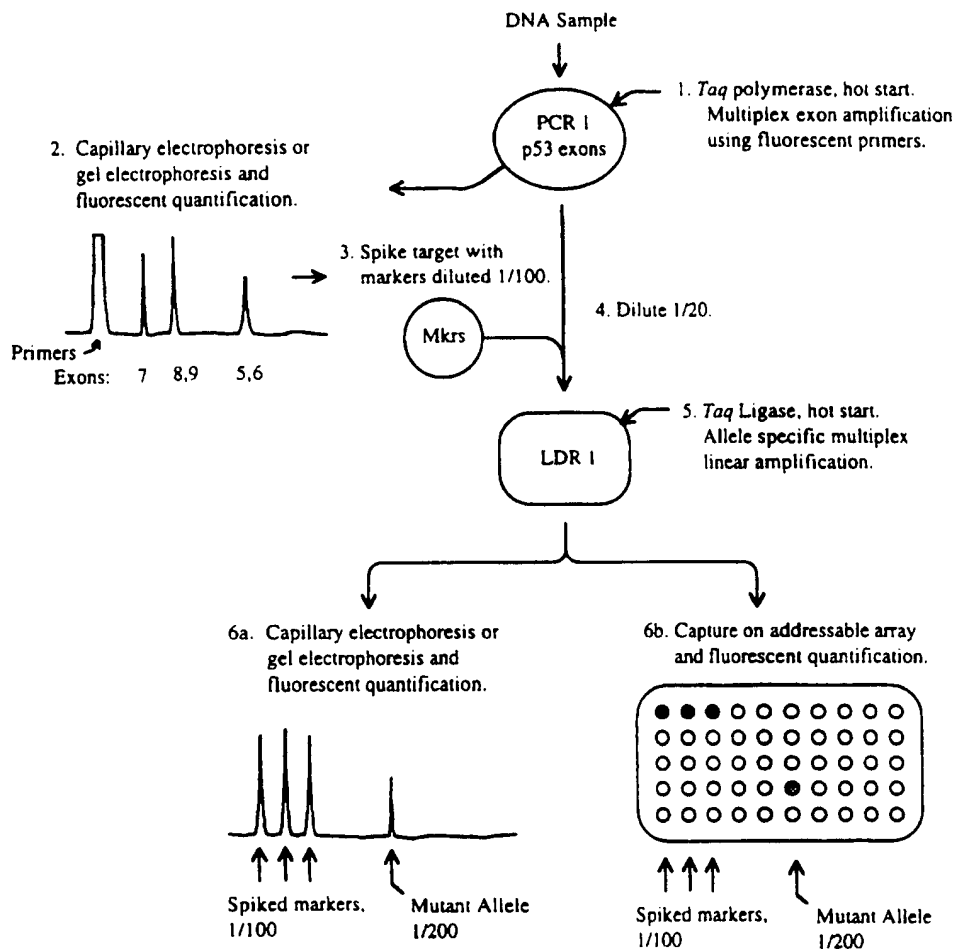 DNA Sample
PCR 1
p53 exons
1. Taq polymerase, hot start.
Multiplex exon amplification
using fluorescent primers.
2. Capillary electrophoresis or
gel electrophoresis and
fluorescent quantification.
3. Spike target with
markers diluted 1/100.
4. Dilute 1/20.
Mkrs
Primers
Exons: 7 8,9 5,6
5. Taq Ligase, hot start.
Allele specific multiplex
linear amplification.
LDR 1
6a. Capillary electrophoresis or
gel electrophoresis and
fluorescent quantification.
6b. Capture on addressable array
and fluorescent quantification.
Spiked markers,
1/100
Mutant Allele
1/200
Spiked markers,
1/100
Mutant Allele
1/200